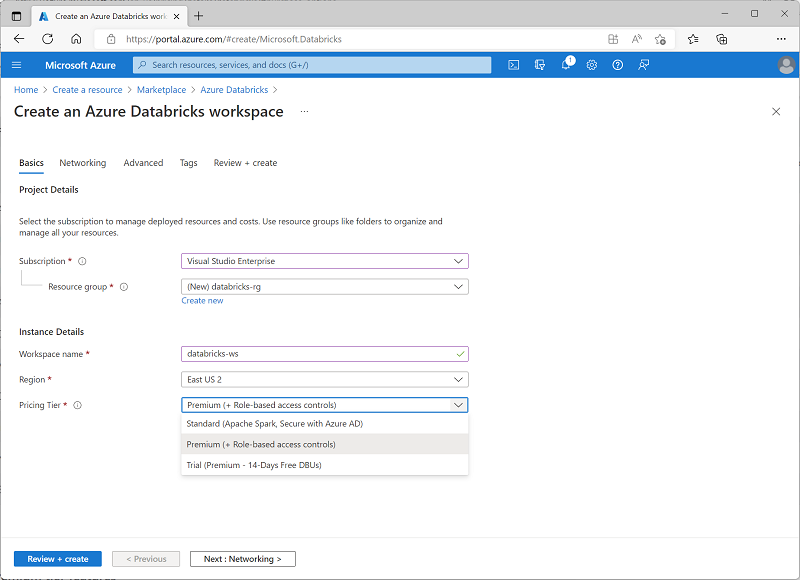 Create an Azure Databricks work
https://portal.azure.com/#create/Microsoft.Databricks
Microsoft Azure
Search resources, services, and docs (G+/)
1
Home > Create a resource > Marketplace > Azure Databricks >
Create an Azure Databricks workspace ...
Basics Networking Advanced Tags Review + create
Project Details
Select the subscription to manage deployed resources and costs. Use resource groups like folders to organize and
manage all your resources.
Subscription * Visual Studio Enterprise
Resource group * (New) databricks-rg
Create new
Instance Details
Workspace name * databricks-ws
Region * East US 2
Pricing Tier * Premium (+ Role-based access controls)
Standard (Apache Spark, Secure with Azure AD)
Premium (+ Role-based access controls)
Trial (Premium - 14-Days Free DBUs)
Review + create < Previous Next : Networking >